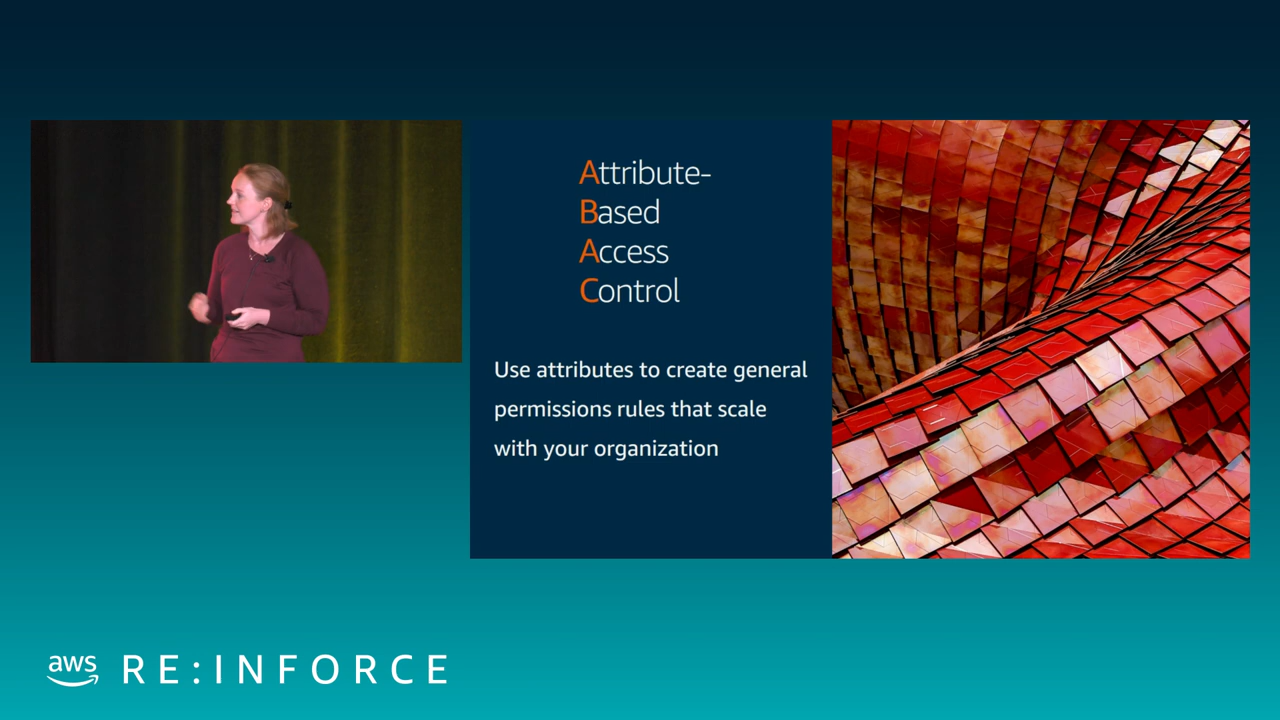 Attribute-
Based
Access
Control
Use attributes to create general
permissions rules that scale
with your organization
aws RE:INFORCE